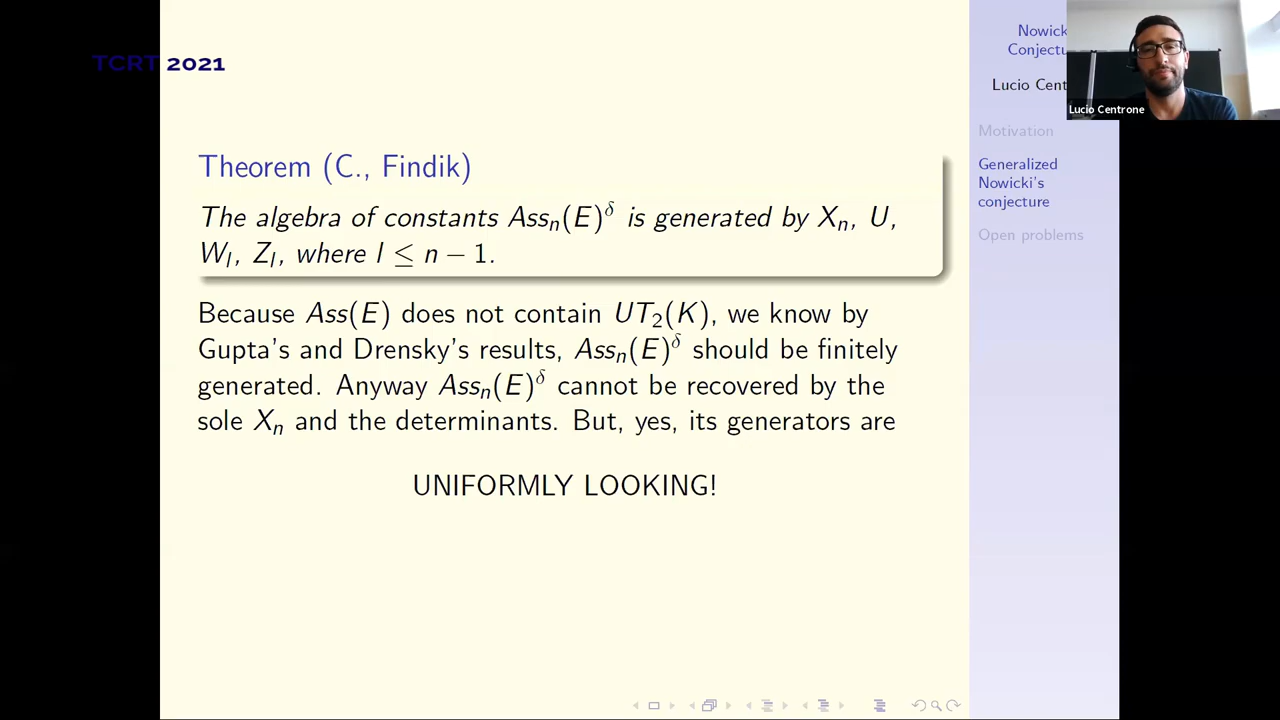 TCRT 2021
Theorem (C., Findik)
The algebra of constants Assₙ(E)^δ is generated by Xₙ, U,
W_l, Z_l, where l ≤ n − 1.
Because Ass(E) does not contain UT₂(K), we know by
Gupta's and Drensky's results, Assₙ(E)^δ should be finitely
generated. Anyway Assₙ(E)^δ cannot be recovered by the
sole Xₙ and the determinants. But, yes, its generators are
UNIFORMLY LOOKING!
Nowick
Conjectu
Lucio Cent
Motivation
Generalized
Nowicki's
conjecture
Open problems
Lucio Centrone